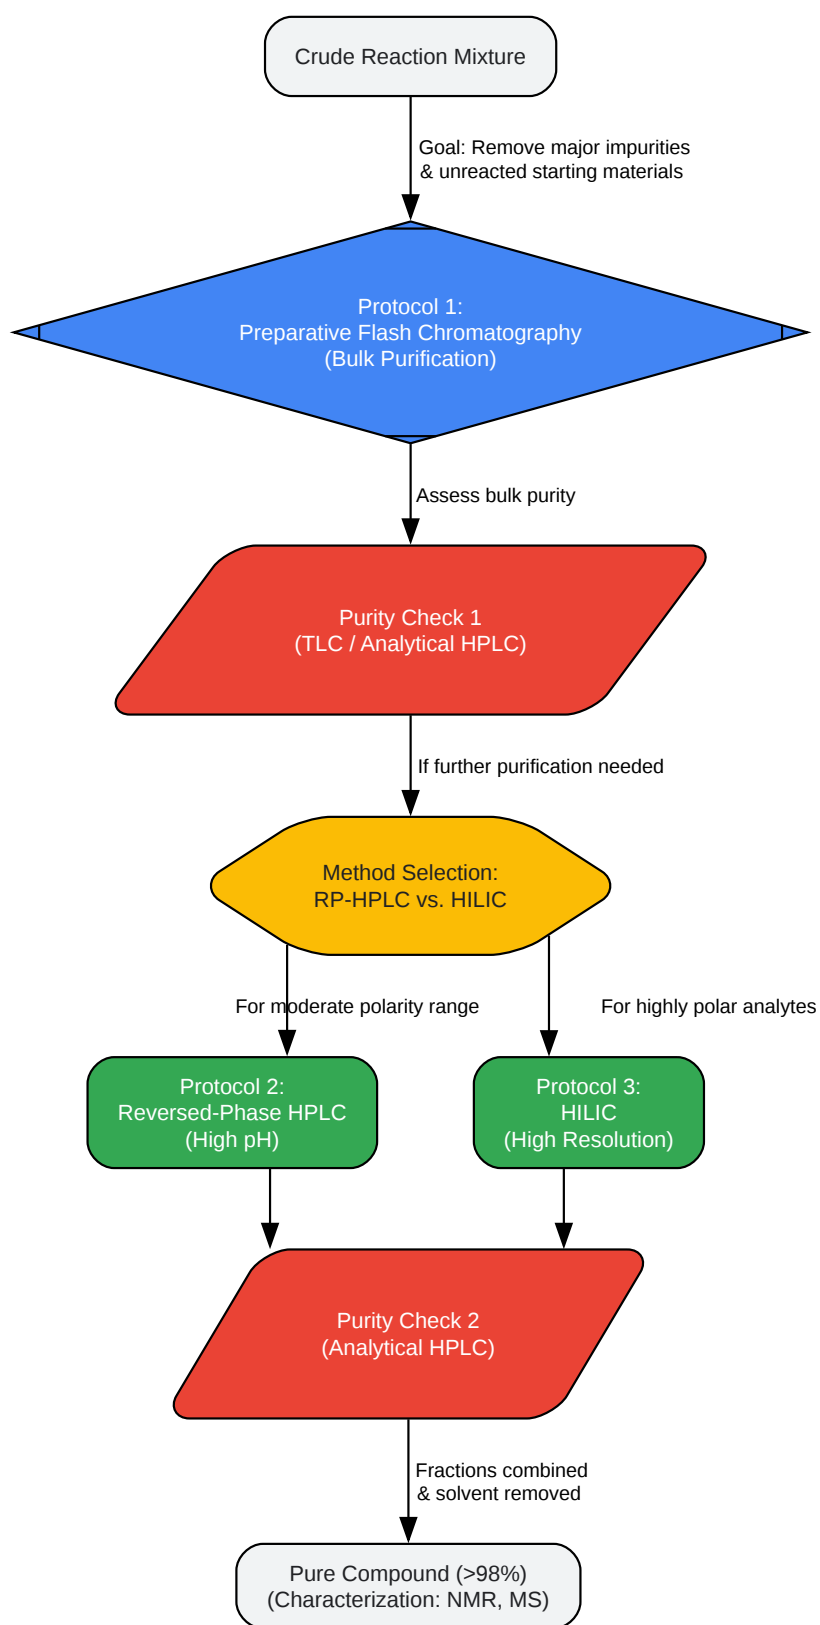 Crude Reaction Mixture
Goal: Remove major impurities
& unreacted starting materials
Protocol 1:
Preparative Flash Chromatography
(Bulk Purification)
Assess bulk purity
Purity Check 1
(TLC / Analytical HPLC)
If further purification needed
Method Selection:
RP-HPLC vs. HILIC
For moderate polarity range
For highly polar analytes
Protocol 2:
Reversed-Phase HPLC
(High pH)
Protocol 3:
HILIC
(High Resolution)
Purity Check 2
(Analytical HPLC)
Fractions combined
& solvent removed
Pure Compound (>98%)
(Characterization: NMR, MS)